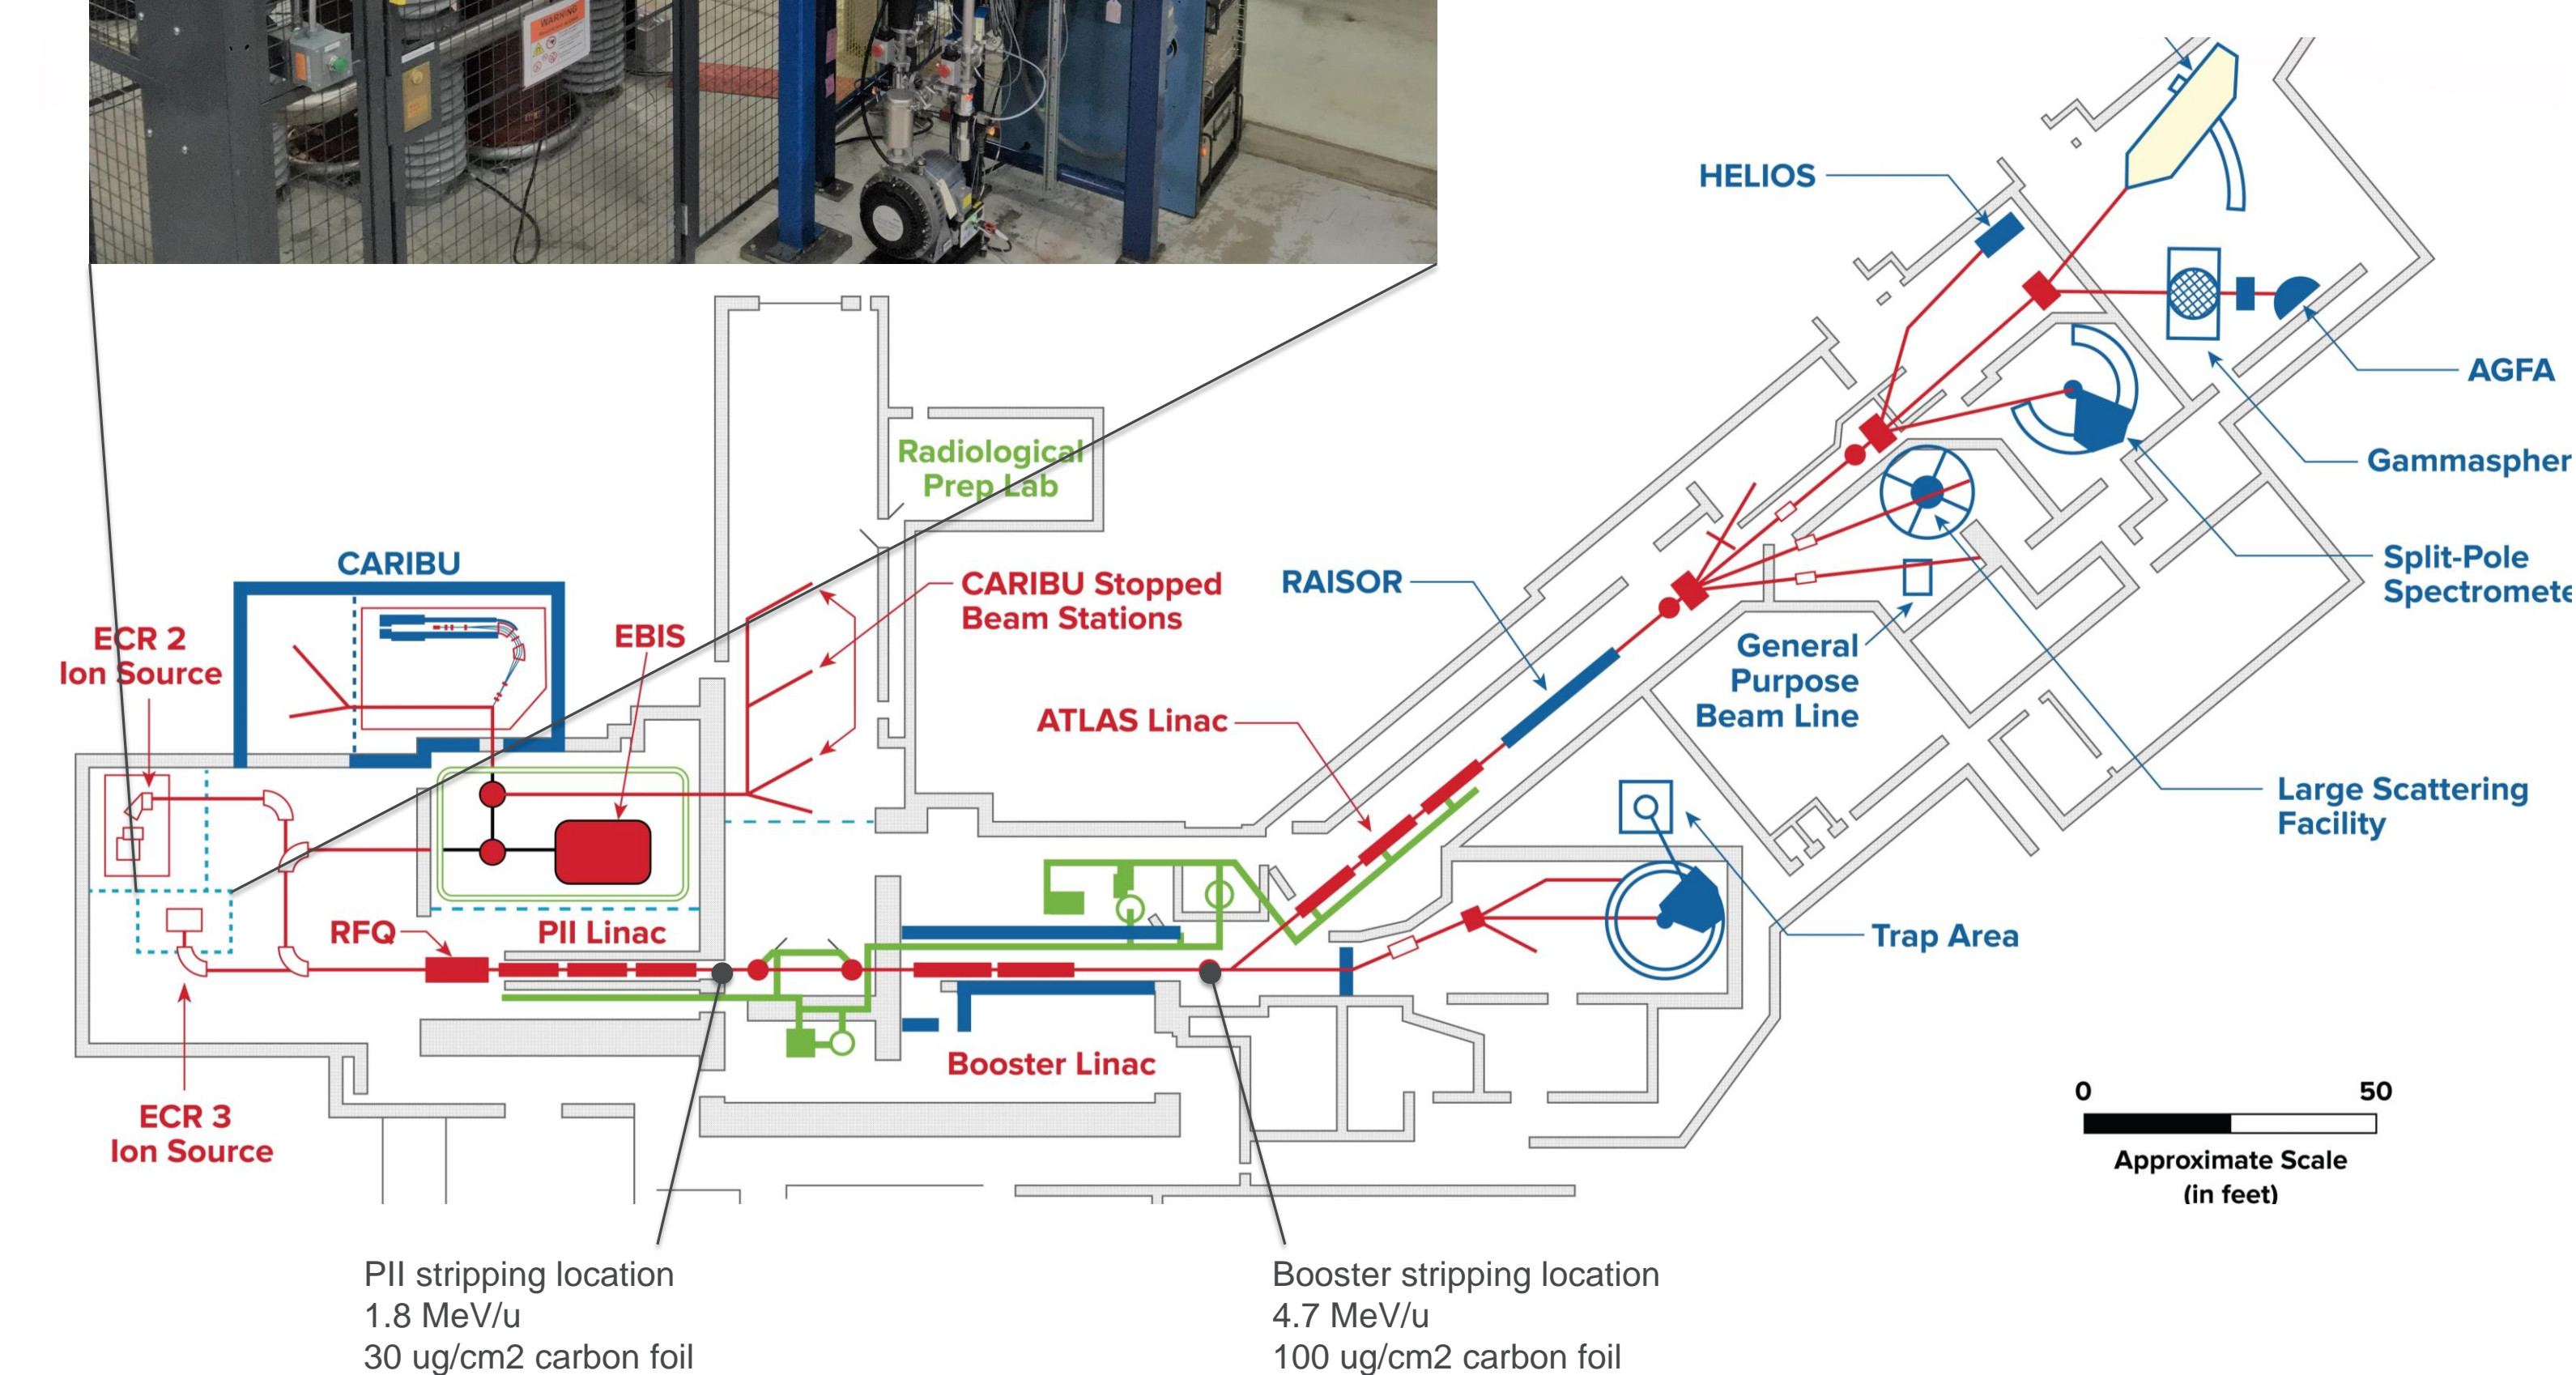 WARNING
HELIOS
AGFA
Radiological
Prep Lab
Gammaspher
CARIBU
CARIBU Stopped
Beam Stations
RAISOR
Split-Pole
Spectromete
ECR 2
Ion Source
EBIS
General
Purpose
Beam Line
ATLAS Linac
Large Scattering
Facility
RFQ
PII Linac
Trap Area
Booster Linac
ECR 3
Ion Source
0 50
Approximate Scale
(in feet)
PII stripping location
1.8 MeV/u
30 ug/cm2 carbon foil
Booster stripping location
4.7 MeV/u
100 ug/cm2 carbon foil